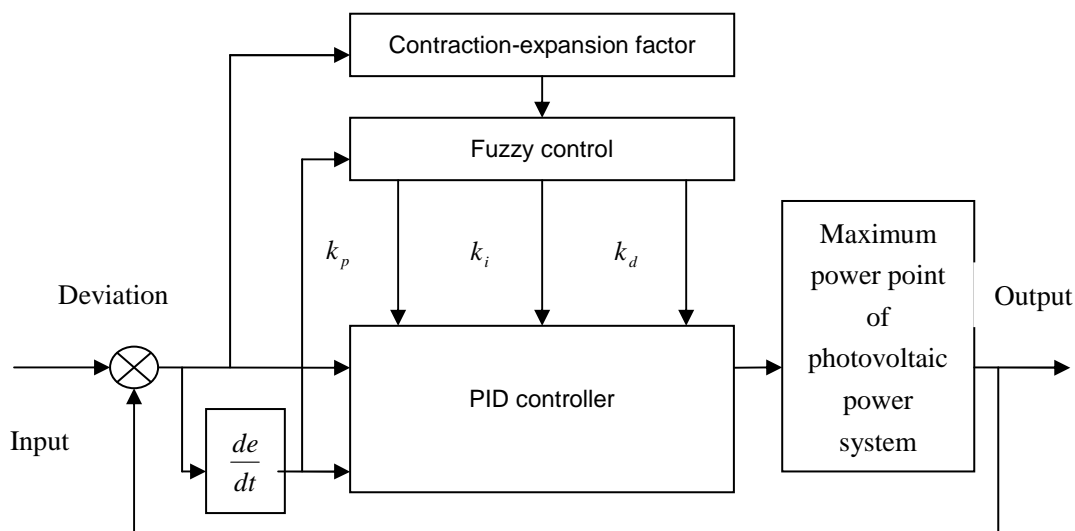 Contraction-expansion factor
Fuzzy control
k_p
k_i
k_d
Maximum
power point
of
photovoltaic
power
system
Deviation
Output
PID controller
Input
de
dt